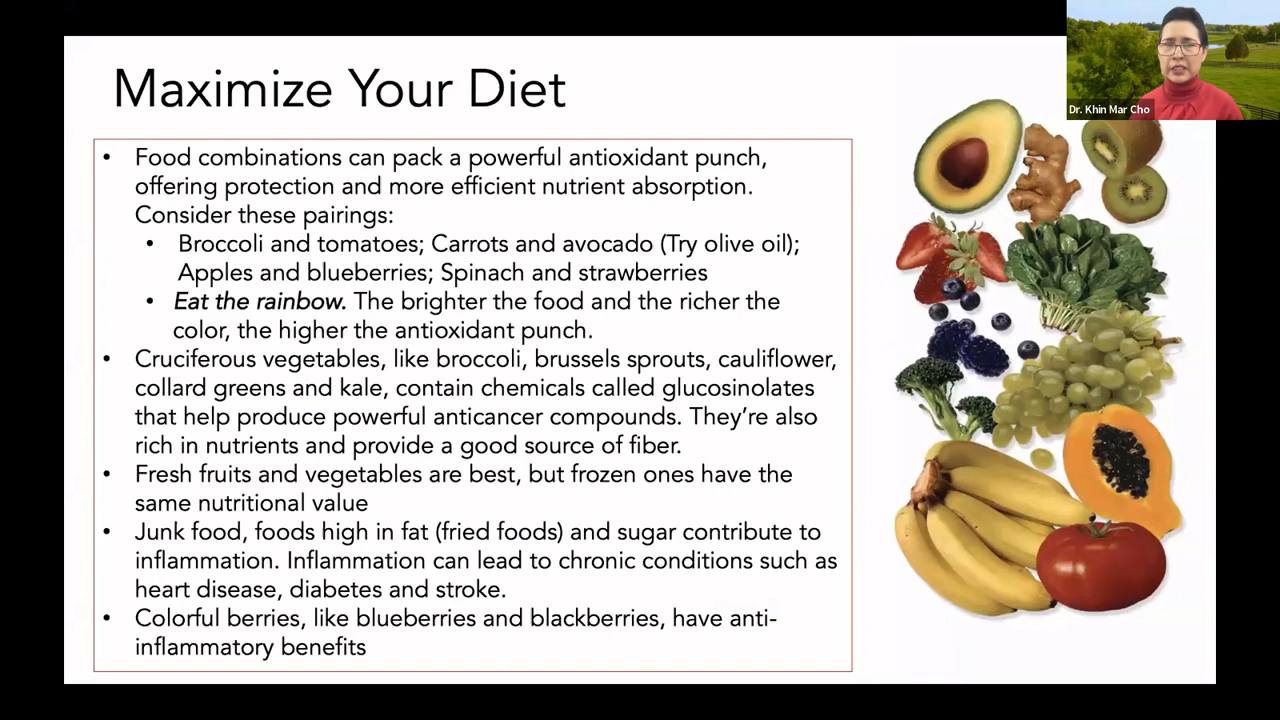 Maximize Your Diet
Dr. Khin Mar Cho
• Food combinations can pack a powerful antioxidant punch,
offering protection and more efficient nutrient absorption.
Consider these pairings:
• Broccoli and tomatoes; Carrots and avocado (Try olive oil);
Apples and blueberries; Spinach and strawberries
• Eat the rainbow. The brighter the food and the richer the
color, the higher the antioxidant punch.
• Cruciferous vegetables, like broccoli, brussels sprouts, cauliflower,
collard greens and kale, contain chemicals called glucosinolates
that help produce powerful anticancer compounds. They’re also
rich in nutrients and provide a good source of fiber.
• Fresh fruits and vegetables are best, but frozen ones have the
same nutritional value
• Junk food, foods high in fat (fried foods) and sugar contribute to
inflammation. Inflammation can lead to chronic conditions such as
heart disease, diabetes and stroke.
• Colorful berries, like blueberries and blackberries, have anti-
inflammatory benefits